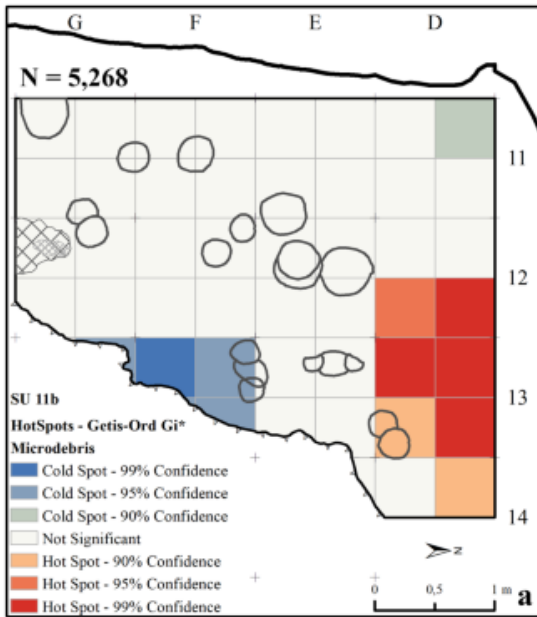 G F E D
N = 5,268
11
12
13
SU 11b
HotSpots - Getis-Ord Gi*
Microdebris
Cold Spot - 99% Confidence
Cold Spot - 95% Confidence
Cold Spot - 90% Confidence
Not Significant
14
Hot Spot - 90% Confidence
N
Hot Spot - 95% Confidence
Hot Spot - 99% Confidence
0 0,5 1 m
a